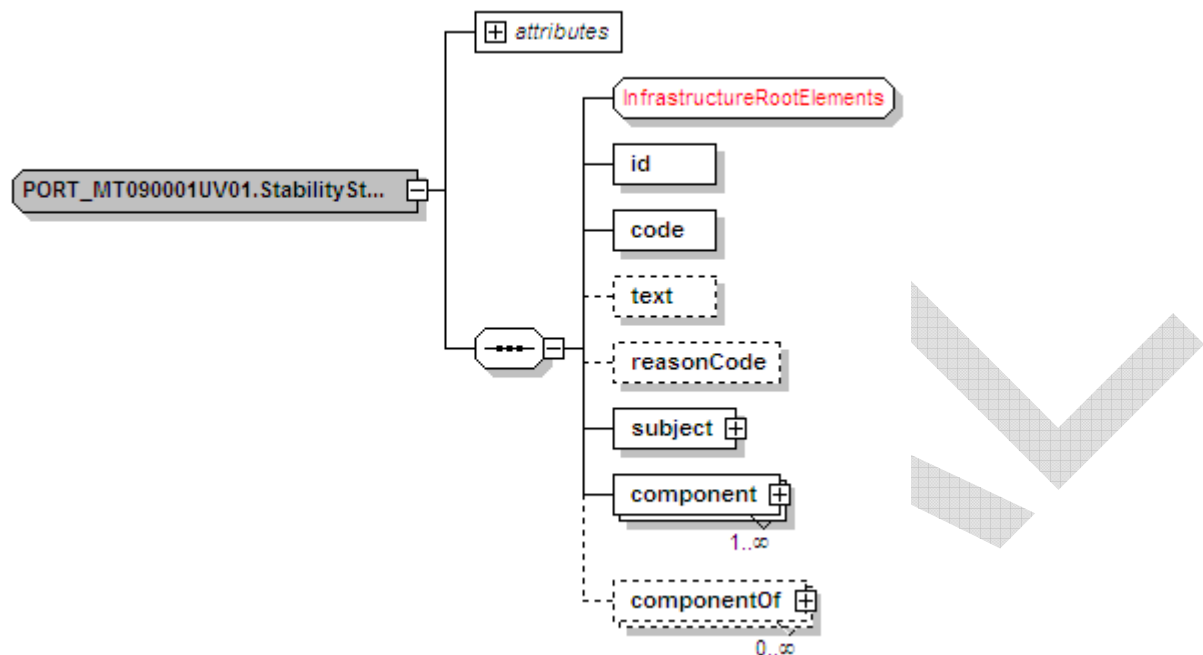 attributes
InfrastructureRootElements
id
PORT_MT090001UV01.StabilitySt...
code
text
reasonCode
subject
component
1..∞
componentOf
0..∞